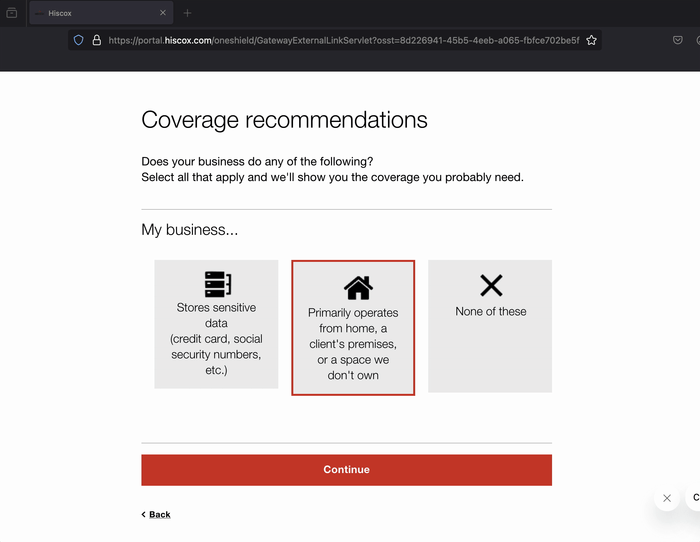 Hiscox
https://portal.hiscox.com/oneshield/GatewayExternalLinkServlet?osst=8d226941-45b5-4eeb-a065-fbfce702be5f
Coverage recommendations
Does your business do any of the following?
Select all that apply and we'll show you the coverage you probably need.
My business...
Stores sensitive
data
(credit card, social
security numbers,
etc.)
Primarily operates
from home, a
client's premises,
or a space we
don't own
None of these
Continue
Back